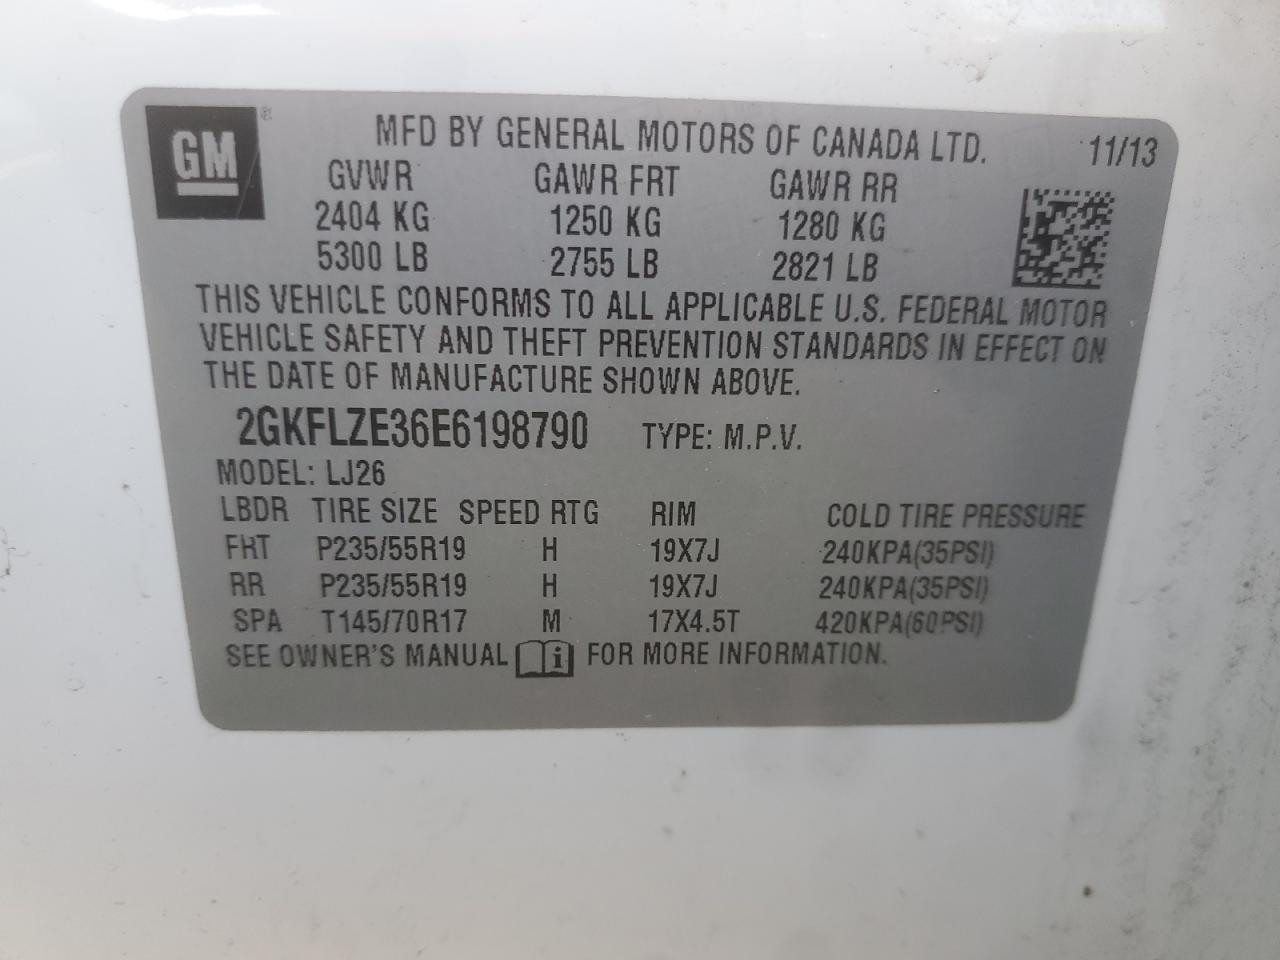 GM ®
MFD BY GENERAL MOTORS OF CANADA LTD. 11/13
GVWR GAWR FRT GAWR RR
2404 KG 1250 KG 1280 KG
5300 LB 2755 LB 2821 LB
THIS VEHICLE CONFORMS TO ALL APPLICABLE U.S. FEDERAL MOTOR
VEHICLE SAFETY AND THEFT PREVENTION STANDARDS IN EFFECT ON
THE DATE OF MANUFACTURE SHOWN ABOVE.
2GKFLZE36E6198790 TYPE: M.P.V.
MODEL: LJ26
LBDR TIRE SIZE SPEED RTG RIM COLD TIRE PRESSURE
FRT P235/55R19 H 19X7J 240KPA(35PSI)
RR P235/55R19 H 19X7J 240KPA(35PSI)
SPA T145/70R17 M 17X4.5T 420KPA(60PSI)
SEE OWNER'S MANUAL i FOR MORE INFORMATION.